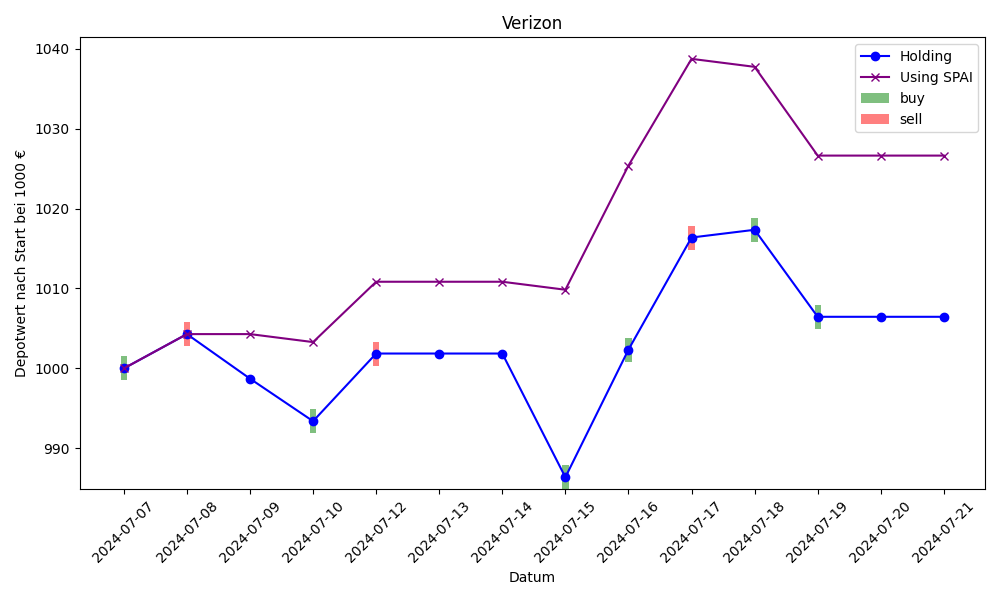 Verizon
Depotwert nach Start bei 1000 €
1040
1030
1020
1010
1000
990
Holding
Using SPAI
buy
sell
2024-07-07
2024-07-08
2024-07-09
2024-07-10
2024-07-12
2024-07-13
2024-07-14
2024-07-15
2024-07-16
2024-07-17
2024-07-18
2024-07-19
2024-07-20
2024-07-21
Datum